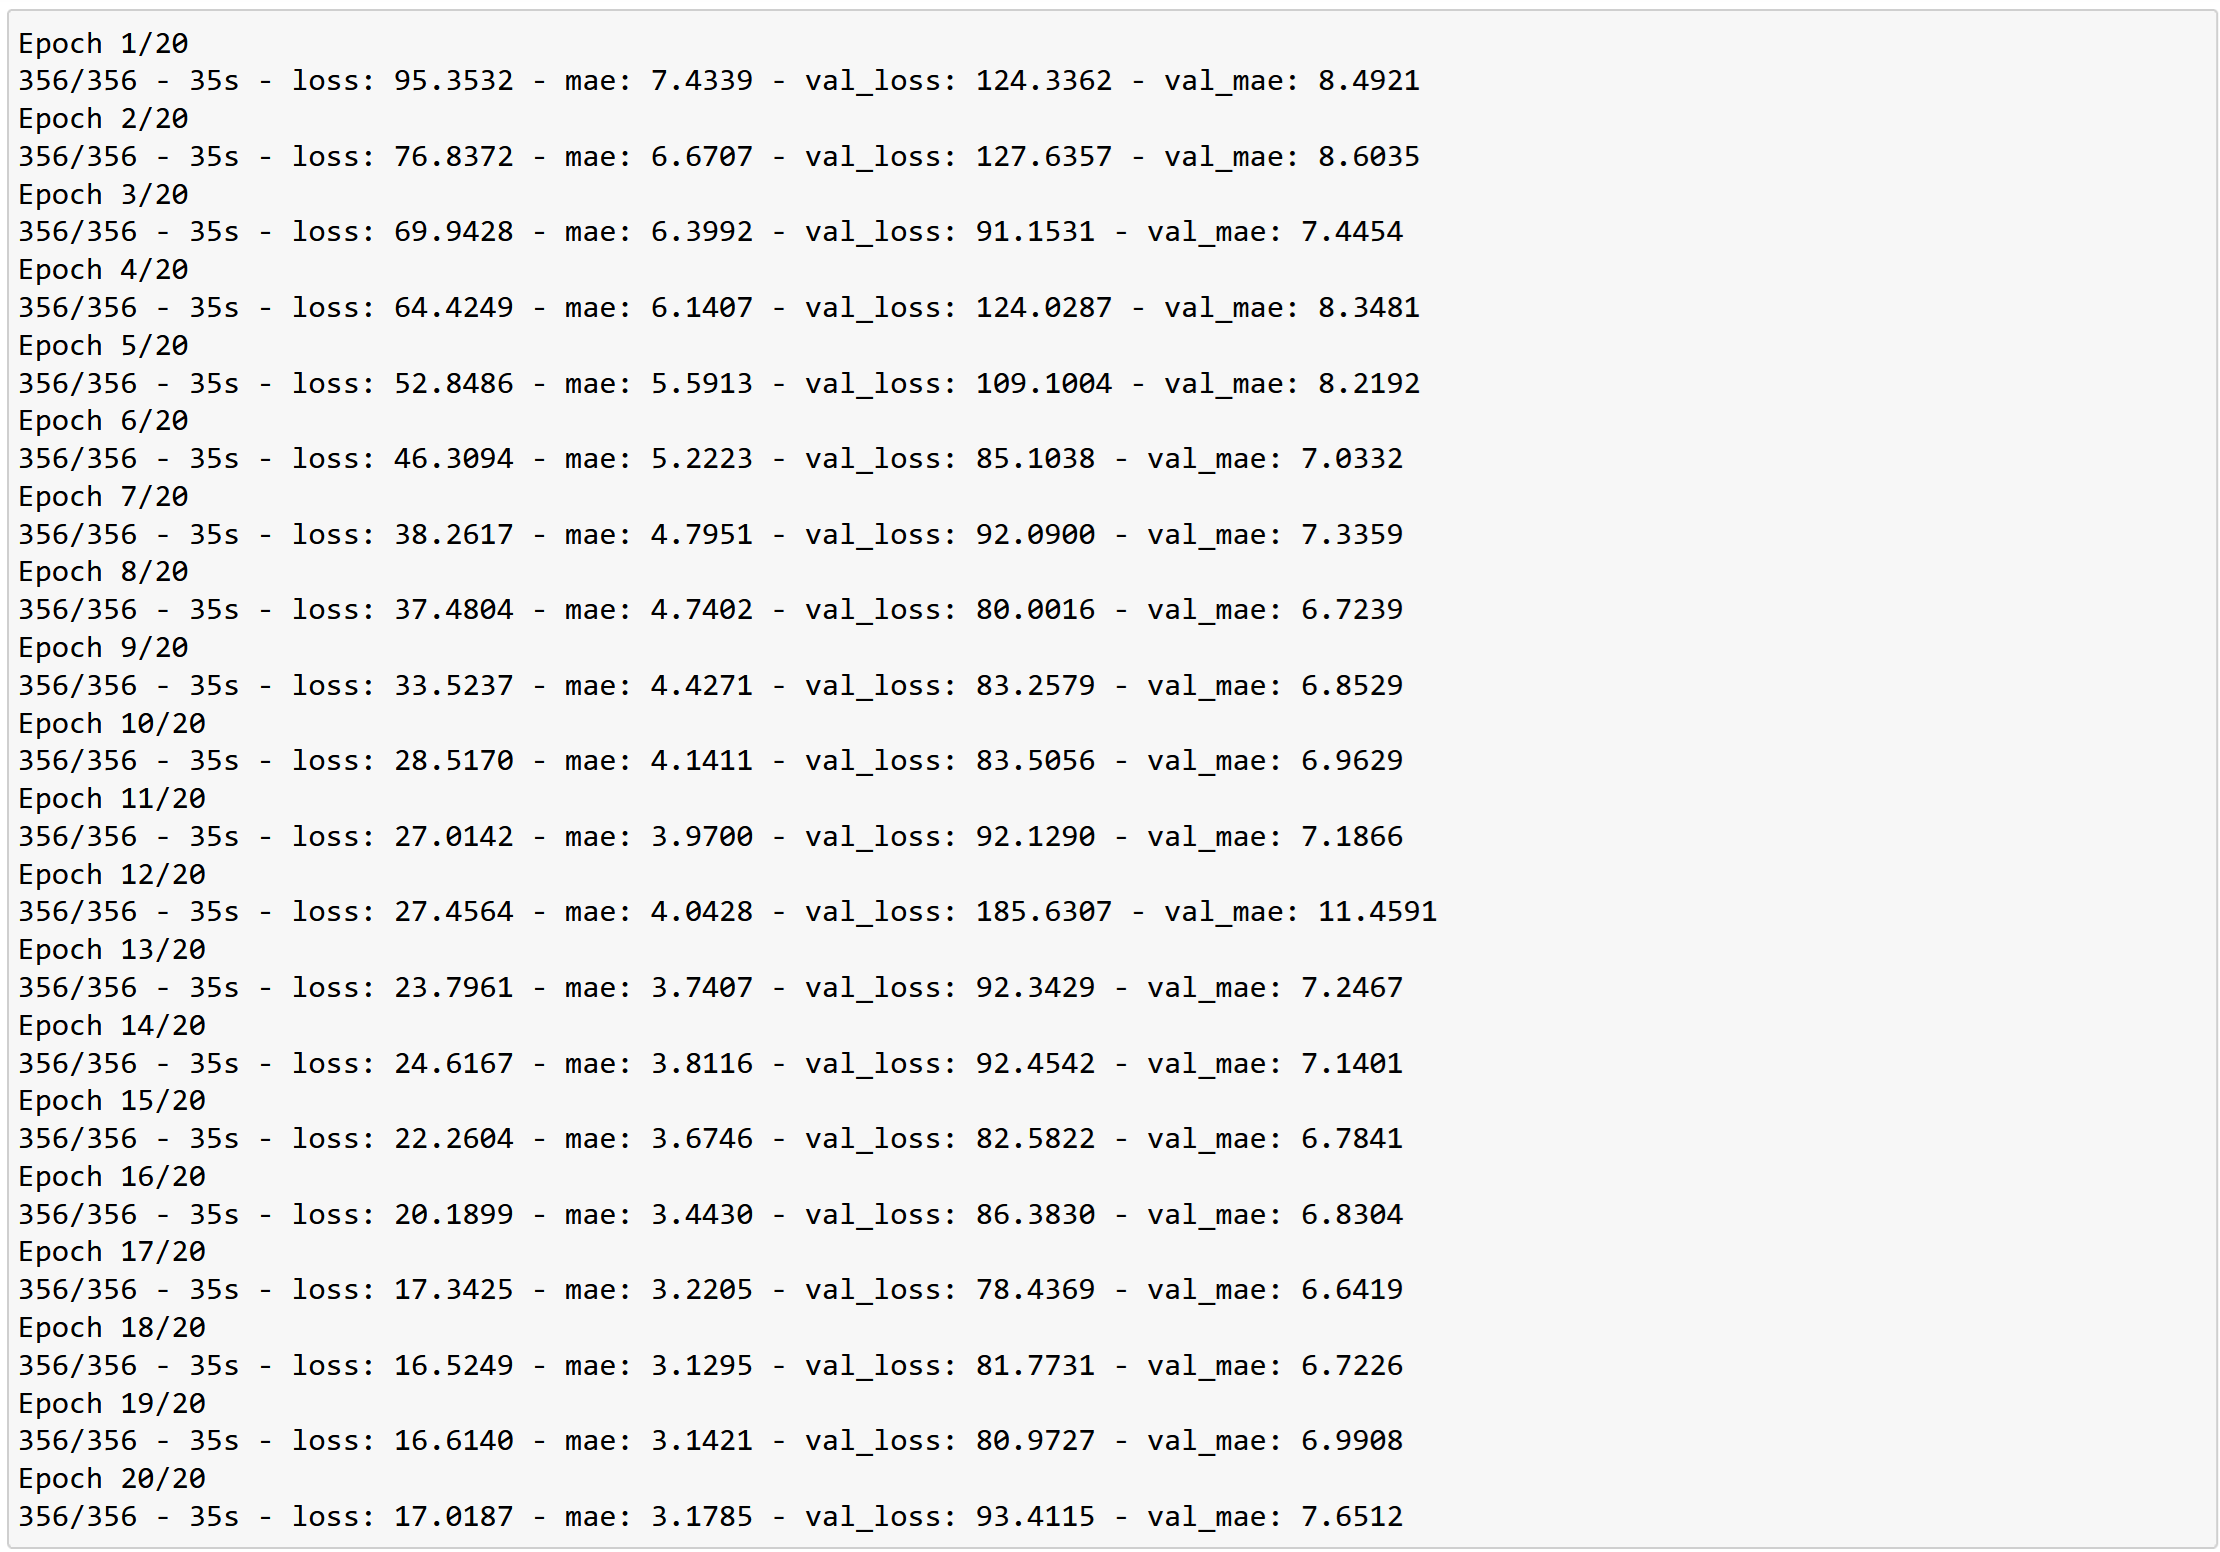 Epoch 1/20
356/356 - 35s - loss: 95.3532 - mae: 7.4339 - val_loss: 124.3362 - val_mae: 8.4921
Epoch 2/20
356/356 - 35s - loss: 76.8372 - mae: 6.6707 - val_loss: 127.6357 - val_mae: 8.6035
Epoch 3/20
356/356 - 35s - loss: 69.9428 - mae: 6.3992 - val_loss: 91.1531 - val_mae: 7.4454
Epoch 4/20
356/356 - 35s - loss: 64.4249 - mae: 6.1407 - val_loss: 124.0287 - val_mae: 8.3481
Epoch 5/20
356/356 - 35s - loss: 52.8486 - mae: 5.5913 - val_loss: 109.1004 - val_mae: 8.2192
Epoch 6/20
356/356 - 35s - loss: 46.3094 - mae: 5.2223 - val_loss: 85.1038 - val_mae: 7.0332
Epoch 7/20
356/356 - 35s - loss: 38.2617 - mae: 4.7951 - val_loss: 92.0900 - val_mae: 7.3359
Epoch 8/20
356/356 - 35s - loss: 37.4804 - mae: 4.7402 - val_loss: 80.0016 - val_mae: 6.7239
Epoch 9/20
356/356 - 35s - loss: 33.5237 - mae: 4.4271 - val_loss: 83.2579 - val_mae: 6.8529
Epoch 10/20
356/356 - 35s - loss: 28.5170 - mae: 4.1411 - val_loss: 83.5056 - val_mae: 6.9629
Epoch 11/20
356/356 - 35s - loss: 27.0142 - mae: 3.9700 - val_loss: 92.1290 - val_mae: 7.1866
Epoch 12/20
356/356 - 35s - loss: 27.4564 - mae: 4.0428 - val_loss: 185.6307 - val_mae: 11.4591
Epoch 13/20
356/356 - 35s - loss: 23.7961 - mae: 3.7407 - val_loss: 92.3429 - val_mae: 7.2467
Epoch 14/20
356/356 - 35s - loss: 24.6167 - mae: 3.8116 - val_loss: 92.4542 - val_mae: 7.1401
Epoch 15/20
356/356 - 35s - loss: 22.2604 - mae: 3.6746 - val_loss: 82.5822 - val_mae: 6.7841
Epoch 16/20
356/356 - 35s - loss: 20.1899 - mae: 3.4430 - val_loss: 86.3830 - val_mae: 6.8304
Epoch 17/20
356/356 - 35s - loss: 17.3425 - mae: 3.2205 - val_loss: 78.4369 - val_mae: 6.6419
Epoch 18/20
356/356 - 35s - loss: 16.5249 - mae: 3.1295 - val_loss: 81.7731 - val_mae: 6.7226
Epoch 19/20
356/356 - 35s - loss: 16.6140 - mae: 3.1421 - val_loss: 80.9727 - val_mae: 6.9908
Epoch 20/20
356/356 - 35s - loss: 17.0187 - mae: 3.1785 - val_loss: 93.4115 - val_mae: 7.6512